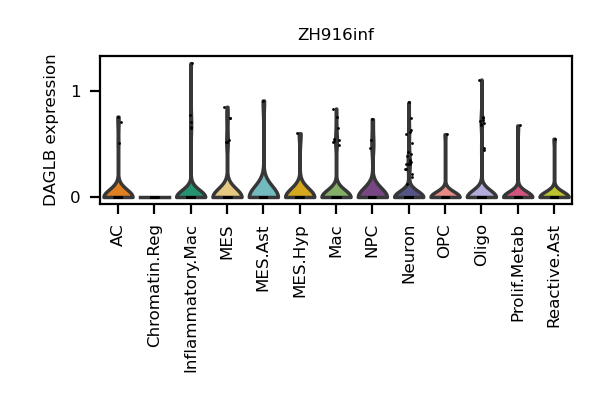 ZH916inf
DAGLB expression
1
0
AC
Chromatin.Reg
Inflammatory.Mac
MES
MES.Ast
MES.Hyp
Mac
NPC
Neuron
OPC
Oligo
Prolif.Metab
Reactive.Ast